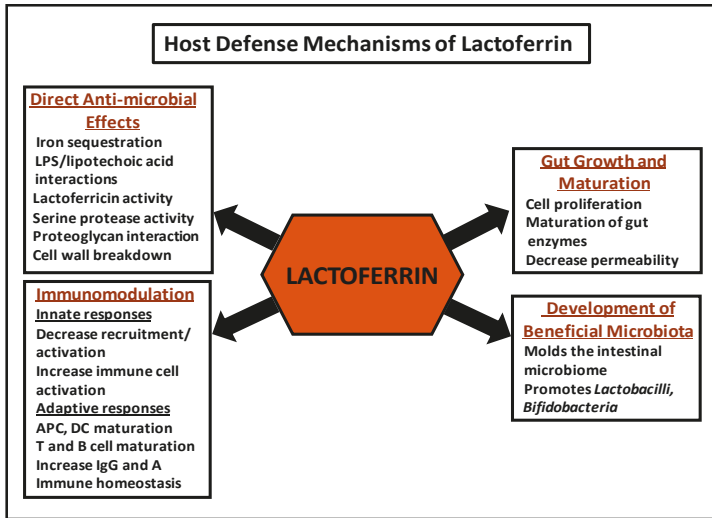 Host Defense Mechanisms of Lactoferrin
Direct Anti-microbial
Effects
Iron sequestration
LPS/lipotechoic acid
interactions
Lactoferricin activity
Serine protease activity
Proteoglycan interaction
Cell wall breakdown
Immunomodulation
Innate responses
Decrease recruitment/
activation
Increase immune cell
activation
Adaptive responses
APC, DC maturation
T and B cell maturation
Increase IgG and A
Immune homeostasis
LACTOFERRIN
Gut Growth and
Maturation
Cell proliferation
Maturation of gut
enzymes
Decrease permeability
Development of
Beneficial Microbiota
Molds the intestinal
microbiome
Promotes Lactobacilli,
Bifidobacteria